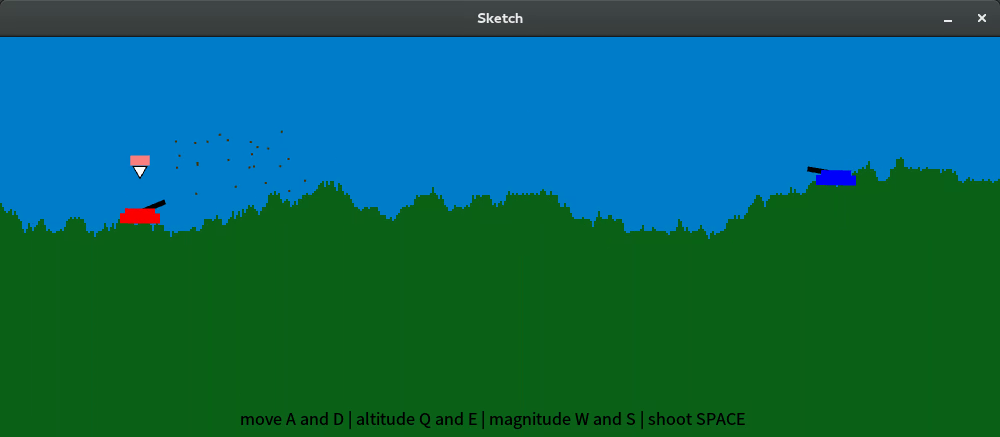 Sketch
move A and D | altitude Q and E | magnitude W and S | shoot SPACE